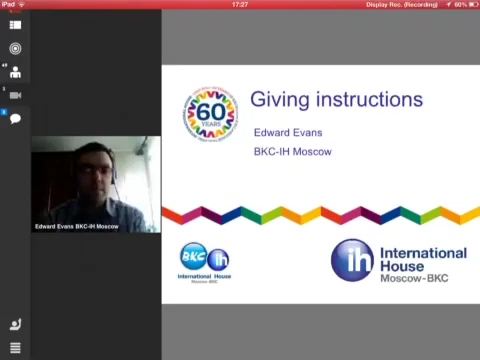 iPad
17:27
Display Rec. (Recording)
60%
60
YEARS
Giving instructions
Edward Evans
BKC-IH Moscow
Edward Evans BKC-IH Moscow
BKC ih
International House
Moscow-BKC
ih
International
House
Moscow-BKC